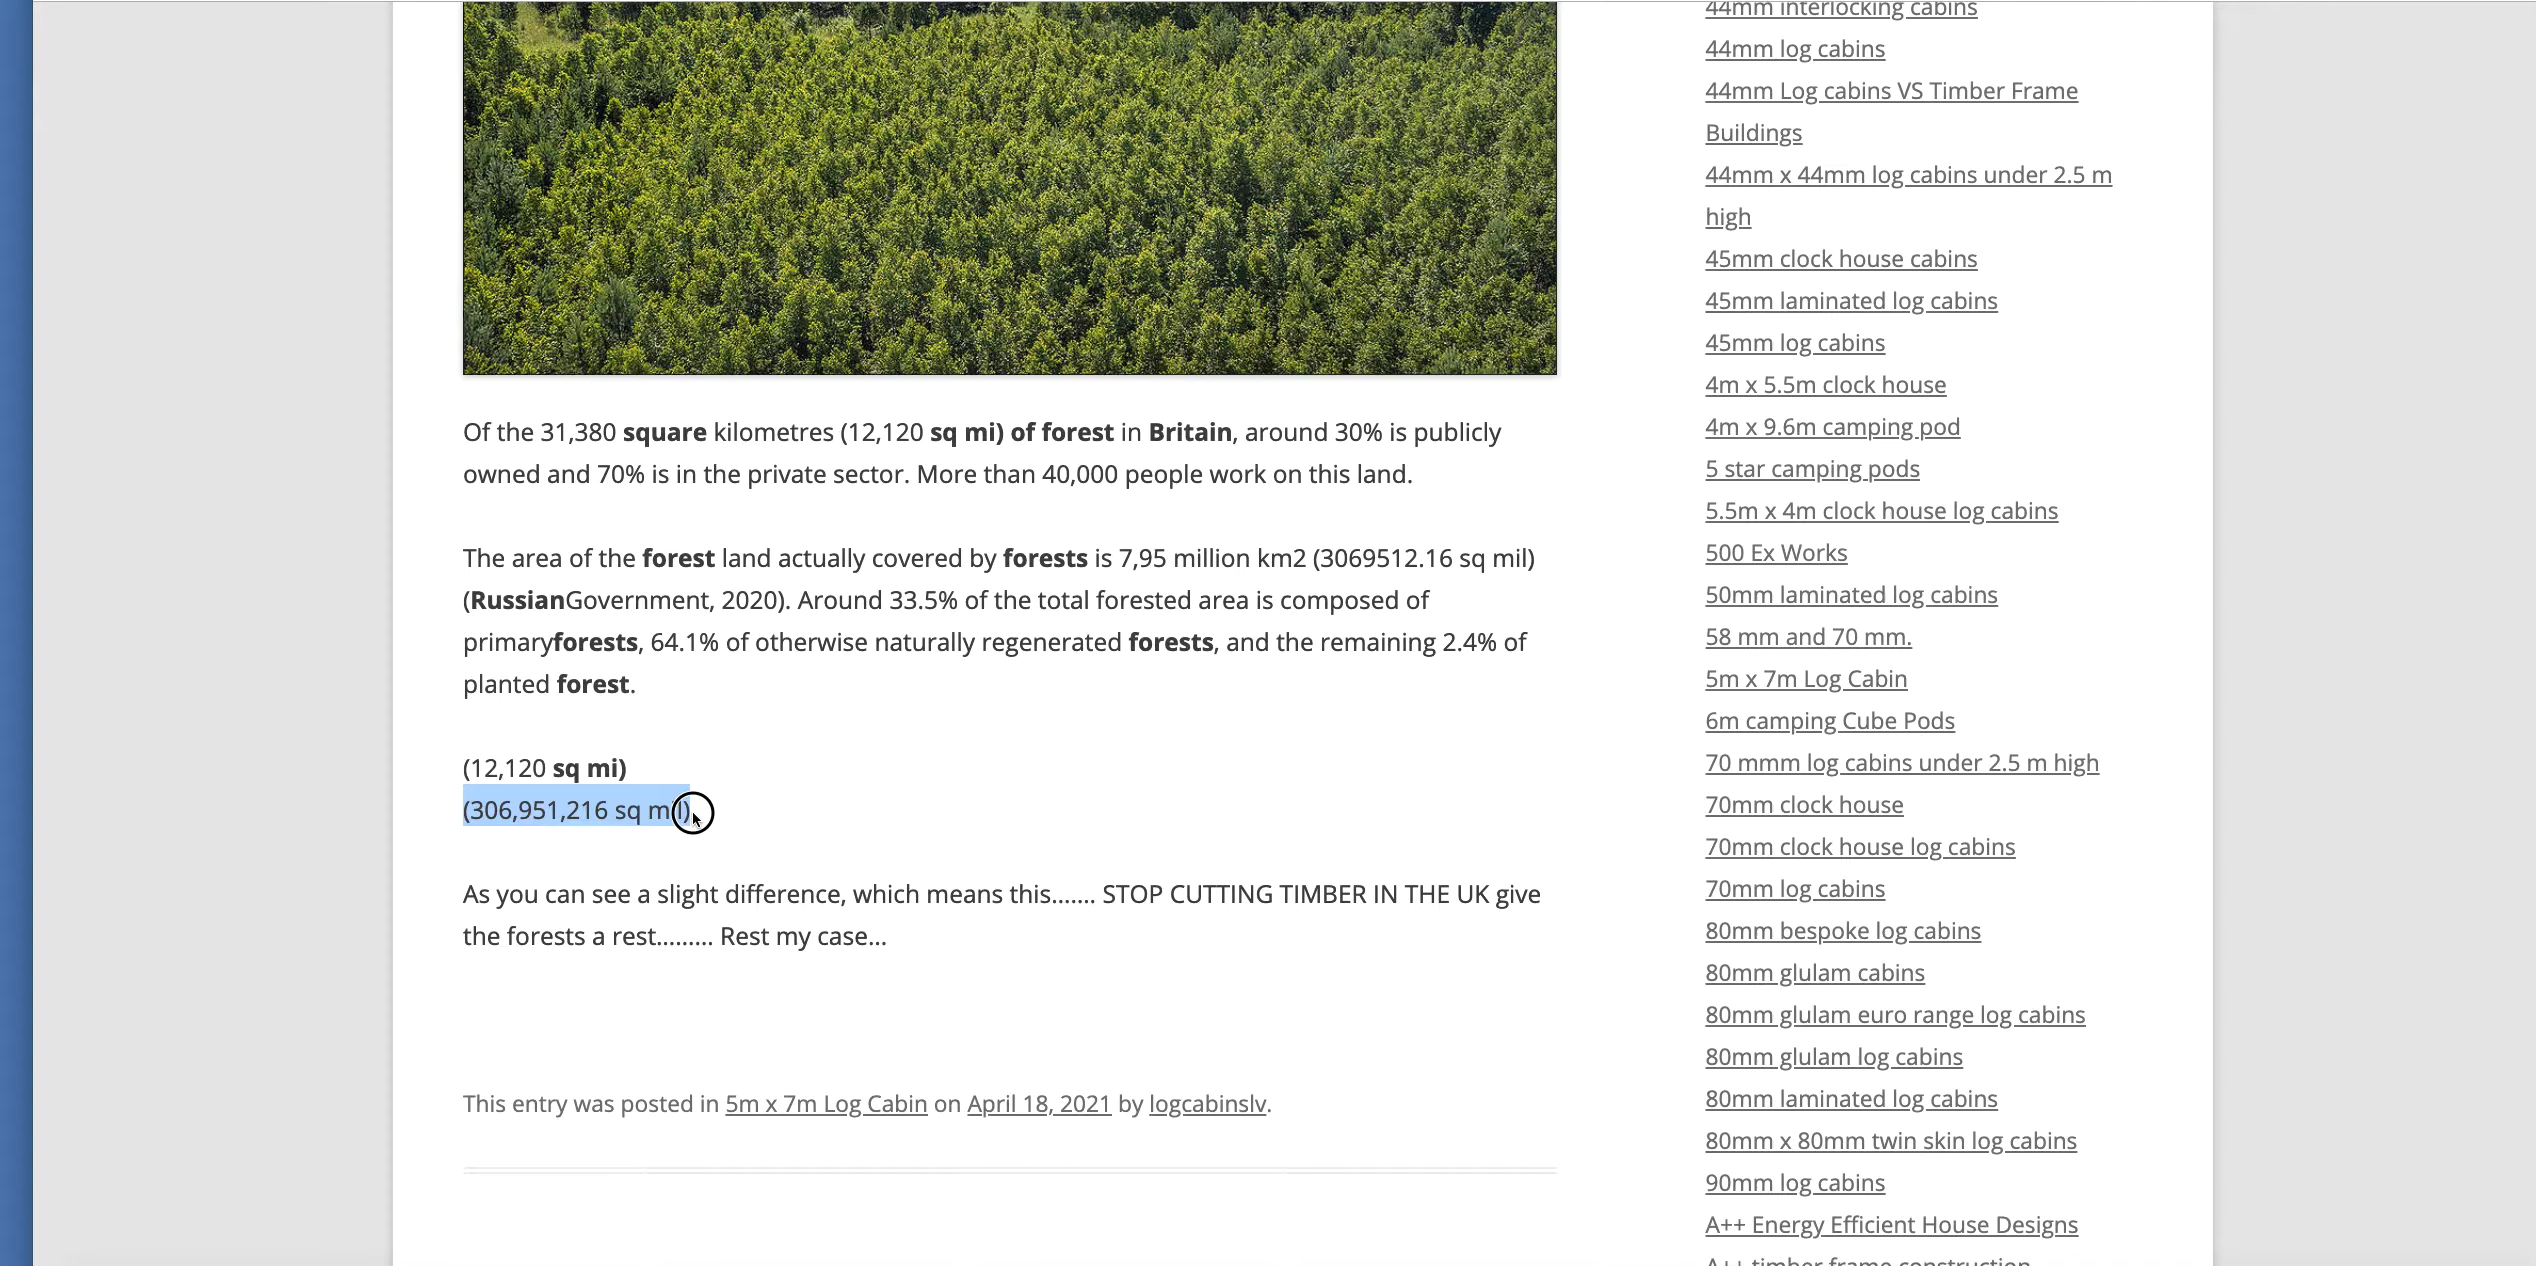 Of the 31,380 square kilometres (12,120 sq mi) of forest in Britain, around 30% is publicly
owned and 70% is in the private sector. More than 40,000 people work on this land.
The area of the forest land actually covered by forests is 7,95 million km2 (3069512.16 sq mil)
(RussianGovernment, 2020). Around 33.5% of the total forested area is composed of
primaryforests, 64.1% of otherwise naturally regenerated forests, and the remaining 2.4% of
planted forest.
(12,120 sq mi)
(306,951,216 sq mil)
As you can see a slight difference, which means this....... STOP CUTTING TIMBER IN THE UK give
the forests a rest......... Rest my case...
This entry was posted in 5m x 7m Log Cabin on April 18, 2021 by logcabinslv.
44mm interlocking cabins
44mm log cabins
44mm Log cabins VS Timber Frame
Buildings
44mm x 44mm log cabins under 2.5 m
high
45mm clock house cabins
45mm laminated log cabins
45mm log cabins
4m x 5.5m clock house
4m x 9.6m camping pod
5 star camping pods
5.5m x 4m clock house log cabins
500 Ex Works
50mm laminated log cabins
58 mm and 70 mm.
5m x 7m Log Cabin
6m camping Cube Pods
70 mmm log cabins under 2.5 m high
70mm clock house
70mm clock house log cabins
70mm log cabins
80mm bespoke log cabins
80mm glulam cabins
80mm glulam euro range log cabins
80mm glulam log cabins
80mm laminated log cabins
80mm x 80mm twin skin log cabins
90mm log cabins
A++ Energy Efficient House Designs
A++ timber frame construction